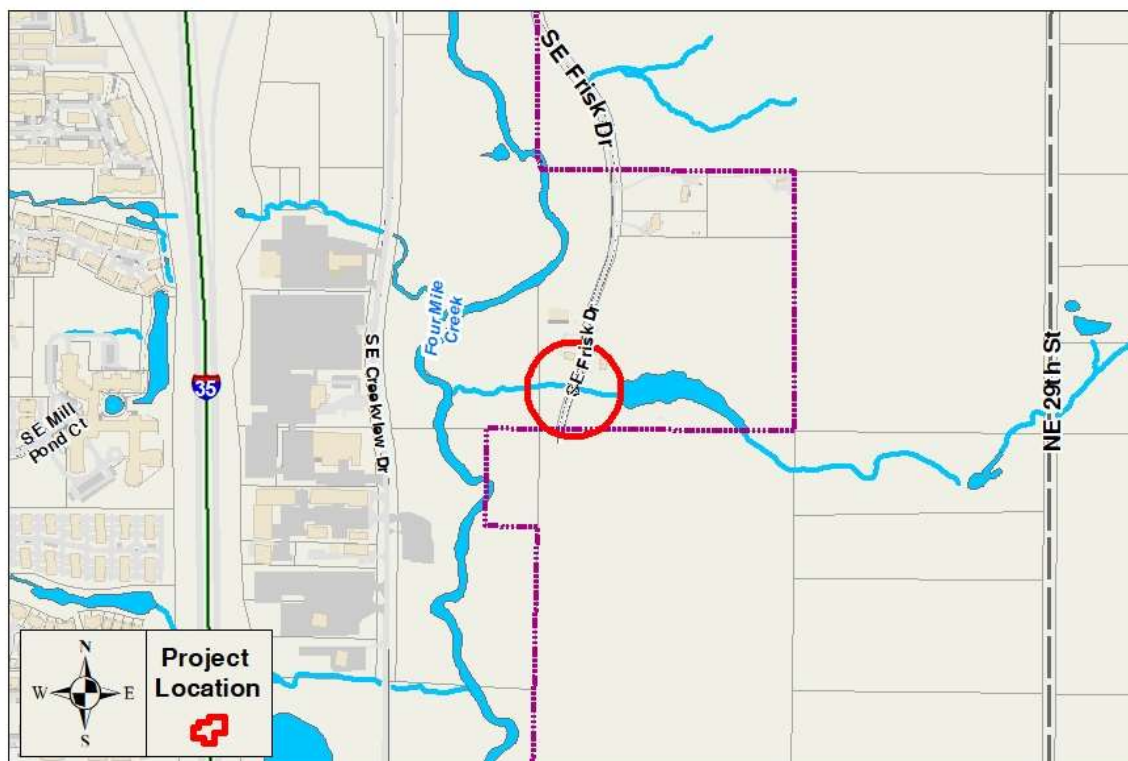 SE Frisk Dr
Four Mile
Creek
SE Frisk Dr
SE Creekview Dr
35
NE 29th St
SE Mill
Pond Ct
N
W
E
S
Project
Location